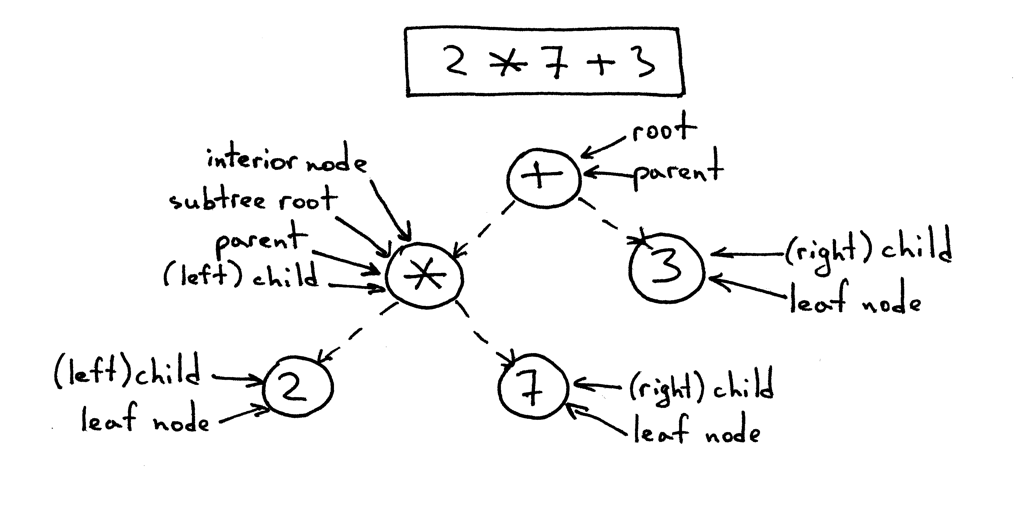 2 * 7 + 3
root
+
parent
interior node
subtree root
parent
(left) child
*
3
(right) child
leaf node
(left) child
leaf node
2
7
(right) child
leaf node